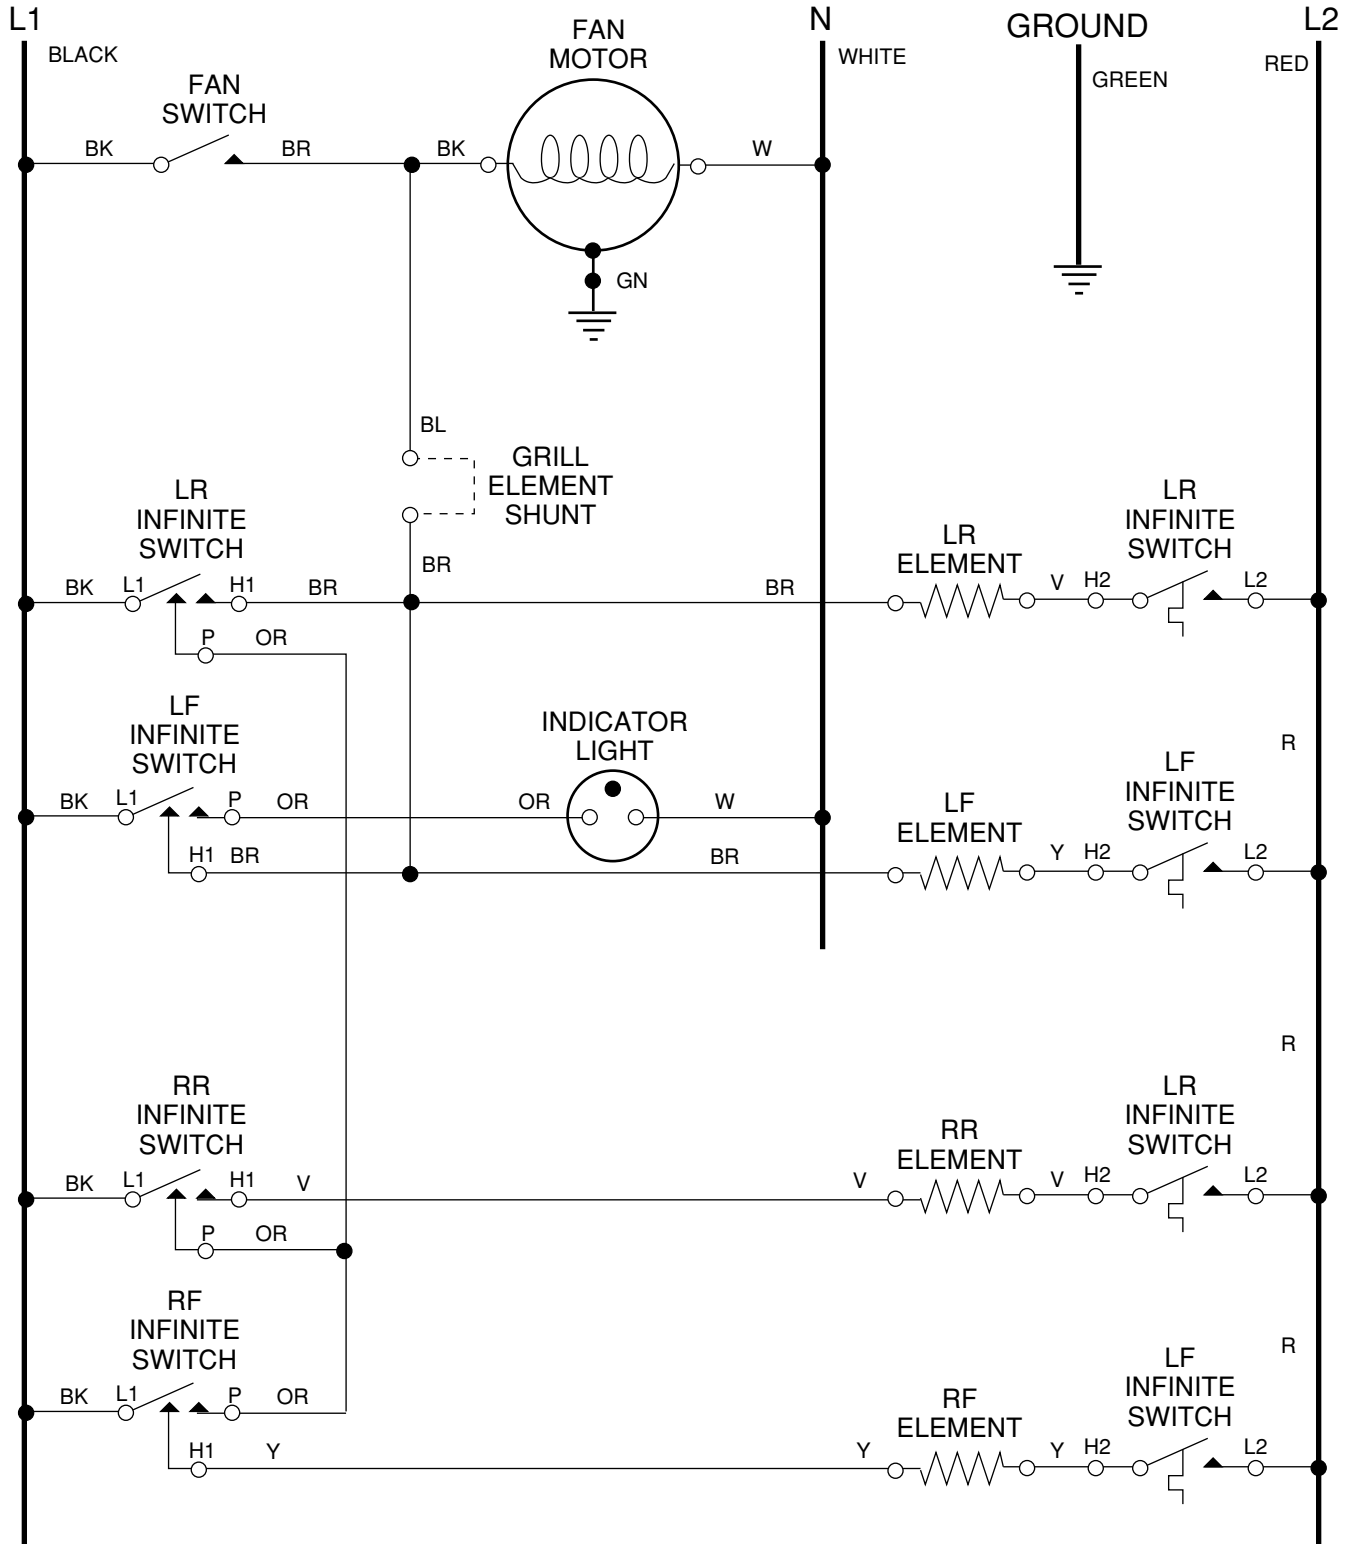 L1
N
GROUND
L2
BLACK
WHITE
GREEN
RED
FAN
SWITCH
FAN
MOTOR
BK
BR
BK
W
GN
BL
GRILL
ELEMENT
SHUNT
BR
LR
INFINITE
SWITCH
BK
L1
H1
BR
BR
LR
ELEMENT
V
H2
LR
INFINITE
SWITCH
L2
P
OR
LF
INFINITE
SWITCH
INDICATOR
LIGHT
R
BK
L1
P
OR
OR
W
H1
BR
BR
LF
ELEMENT
Y
H2
LF
INFINITE
SWITCH
L2
R
RR
INFINITE
SWITCH
BK
L1
H1
V
V
RR
ELEMENT
V
H2
LR
INFINITE
SWITCH
L2
P
OR
RF
INFINITE
SWITCH
R
BK
L1
P
OR
H1
Y
Y
RF
ELEMENT
Y
H2
LF
INFINITE
SWITCH
L2